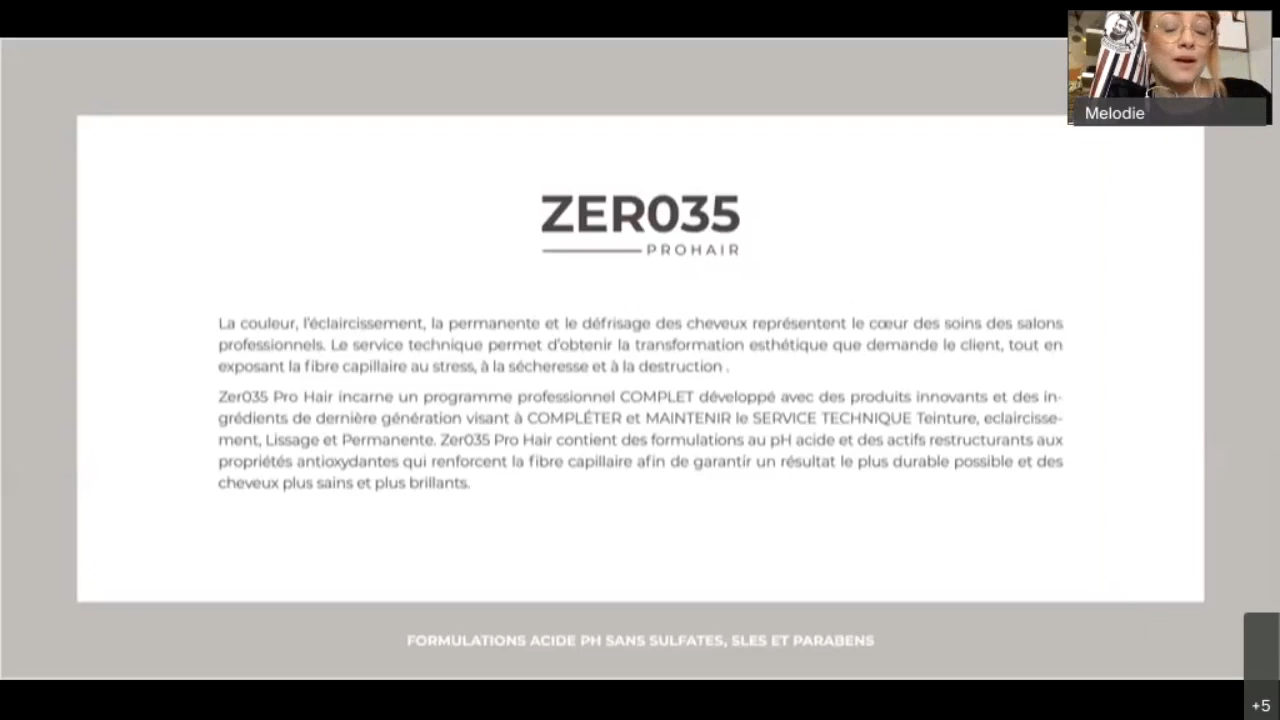 Melodie
ZER035
PROHAIR
La couleur, l'éclaircissement, la permanente et le défrisage des cheveux représentent le cœur des soins des salons
professionnels. Le service technique permet d'obtenir la transformation esthétique que demande le client, tout en
exposant la fibre capillaire au stress, à la sécheresse et à la destruction .
Zer035 Pro Hair incarne un programme professionnel COMPLET développé avec des produits innovants et des in-
grédients de dernière génération visant à COMPLÉTER et MAINTENIR le SERVICE TECHNIQUE Teinture, eclaircisse-
ment, Lissage et Permanente. Zer035 Pro Hair contient des formulations au pH acide et des actifs restructurants aux
propriétés antioxydantes qui renforcent la fibre capillaire afin de garantir un résultat le plus durable possible et des
cheveux plus sains et plus brillants.
FORMULATIONS ACIDE PH SANS SULFATES, SLES ET PARABENS
+5